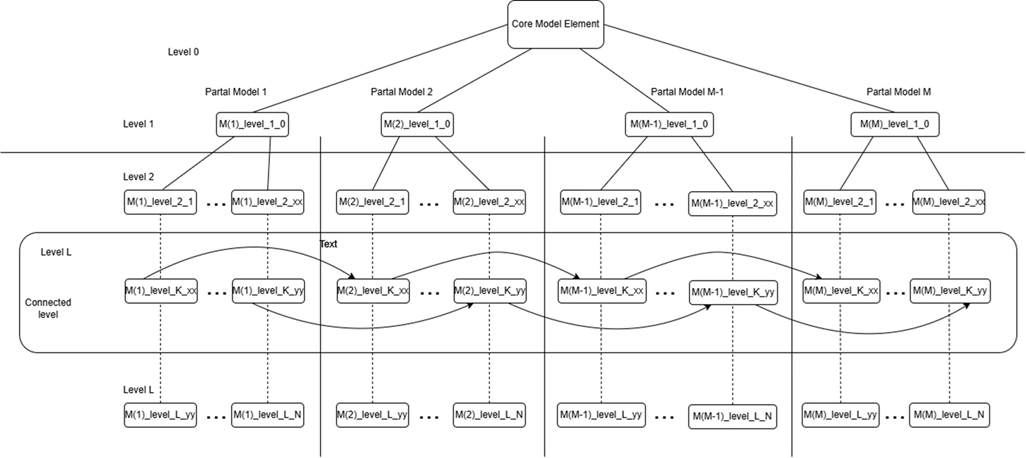 Core Model Element
Level 0
Partal Model 1
Partal Model 2
Partal Model M-1
Partal Model M
Level 1
M(1)_level_1_0
M(2)_level_1_0
M(M-1)_level_1_0
M(M)_level_1_0
Level 2
M(1)_level_2_1
...
M(1)_level_2_xx
M(2)_level_2_1
...
M(2)_level_2_xx
M(M-1)_level_2_1
...
M(M-1)_level_2_xx
M(M)_level_2_1
...
M(M)_level_2_xx
Text
Level L
Connected
level
M(1)_level_K_xx
...
M(1)_level_K_yy
M(2)_level_K_xx
...
M(2)_level_K_yy
M(M-1)_level_K_xx
...
M(M-1)_level_K_yy
M(M)_level_K_xx
...
M(M)_level_K_yy
Level L
M(1)_level_L_yy
...
M(1)_level_L_N
M(2)_level_L_yy
...
M(2)_level_L_N
M(M-1)_level_L_yy
...
M(M-1)_level_L_N
M(M)_level_L_yy
...
M(M)_level_L_N